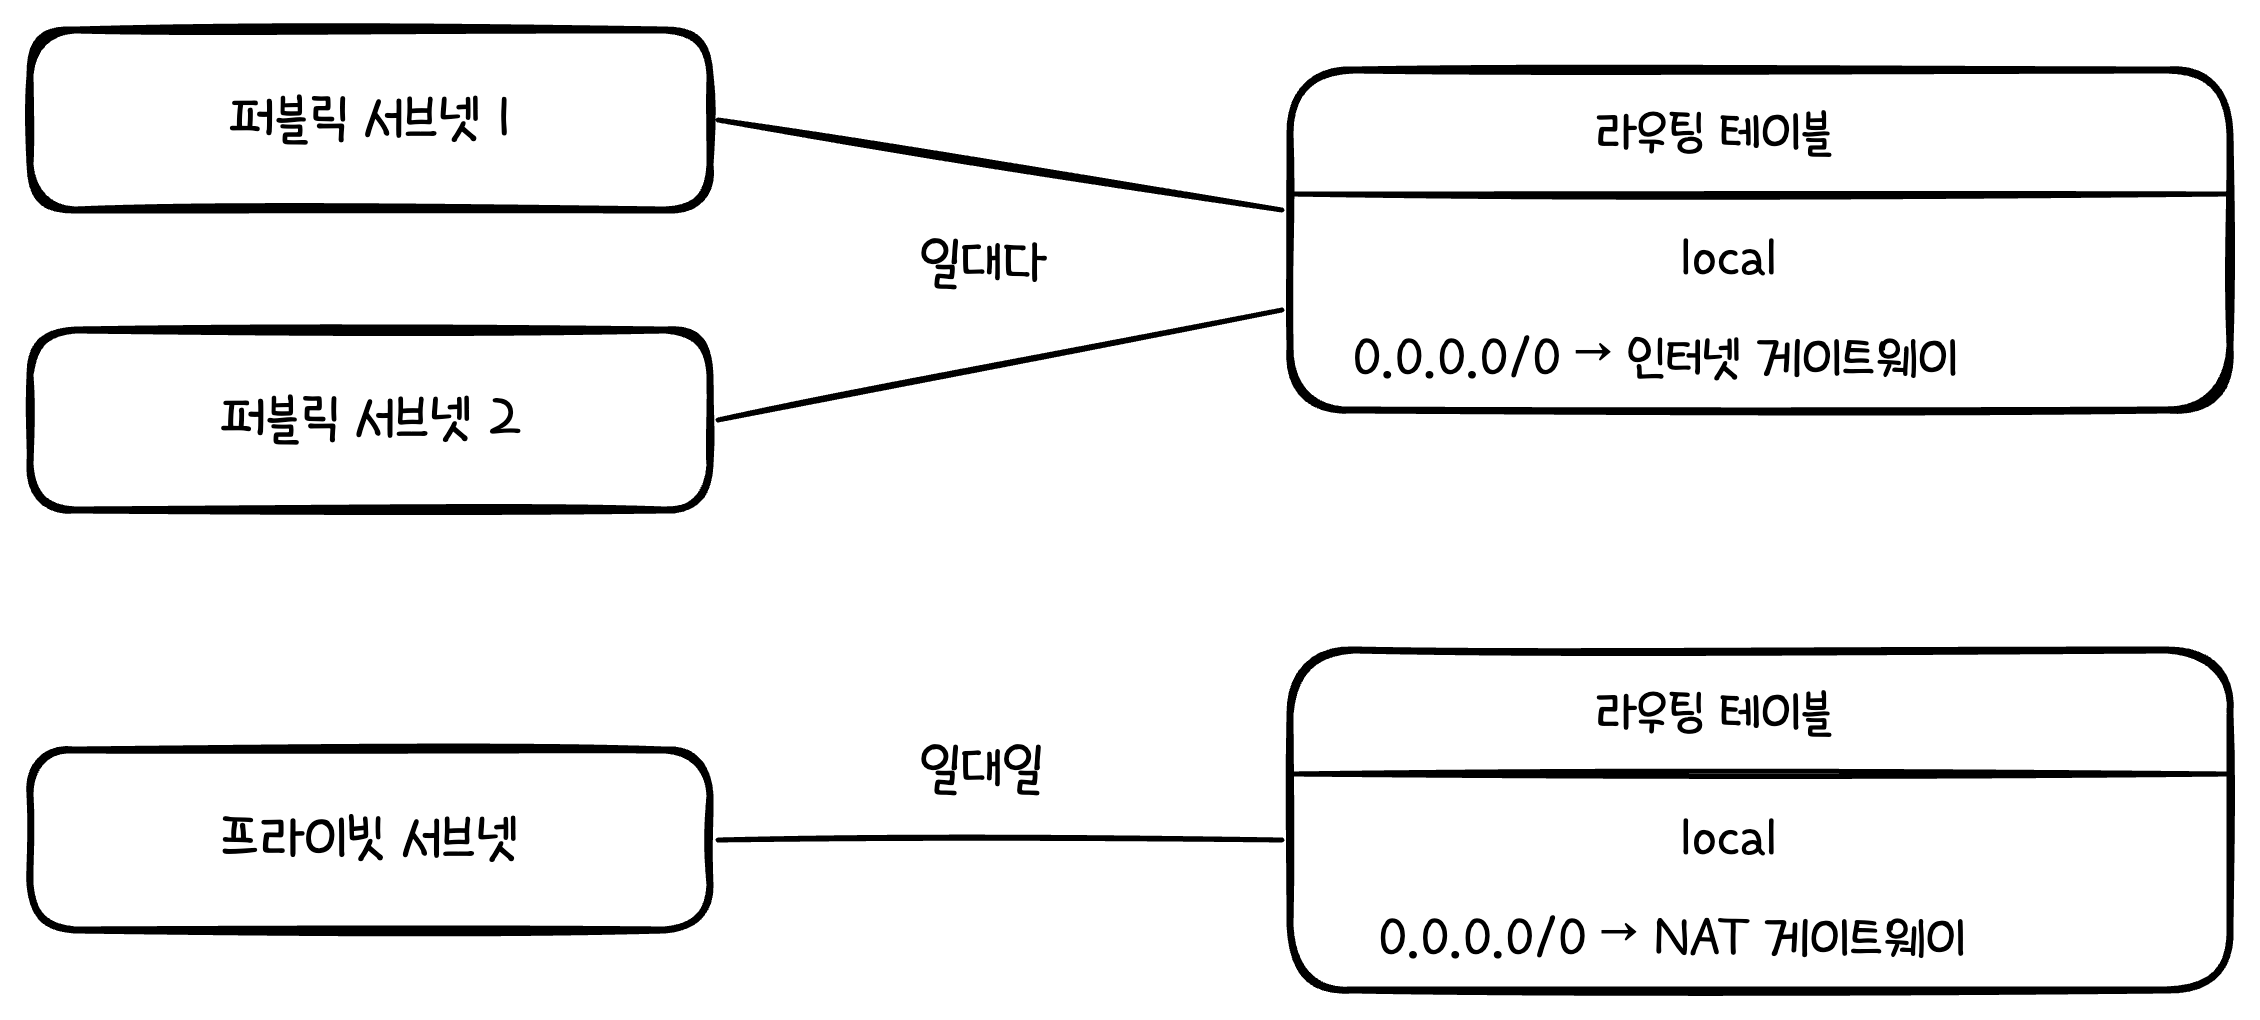 퍼블릭 서브넷 1
퍼블릭 서브넷 2
일대다
라우팅 테이블
local
0.0.0.0/0 → 인터넷 게이트웨이
프라이빗 서브넷
일대일
라우팅 테이블
local
0.0.0.0/0 → NAT 게이트웨이